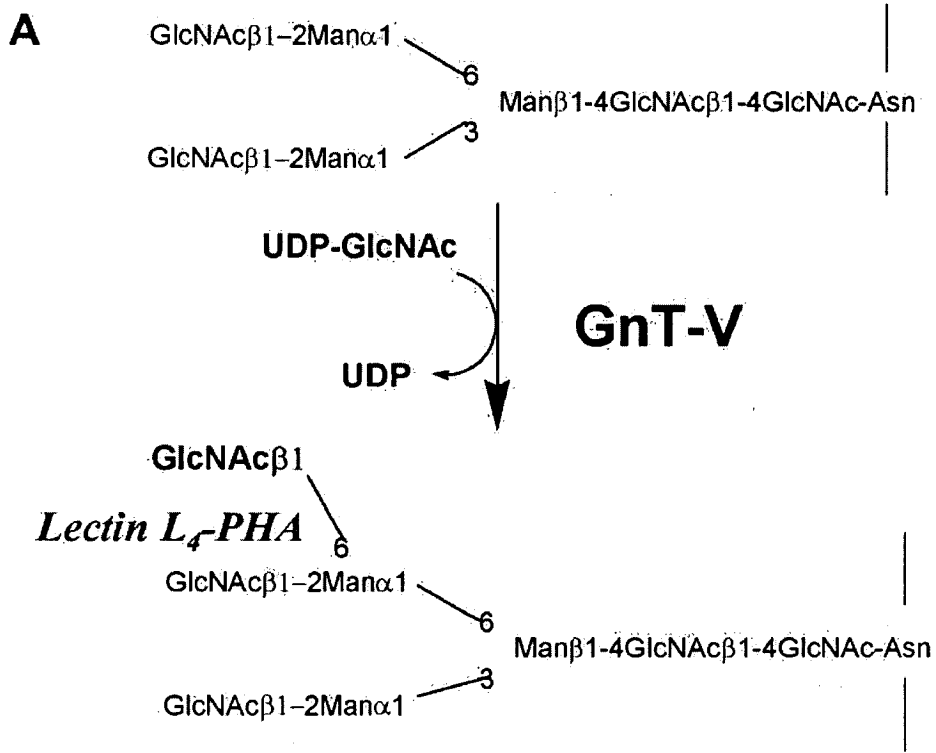 A
GlcNAcβ1–2Manα1
6
Manβ1-4GlcNAcβ1-4GlcNAc-Asn
3
GlcNAcβ1–2Manα1
UDP-GlcNAc
GnT-V
UDP
GlcNAcβ1
Lectin L4-PHA
6
GlcNAcβ1–2Manα1
6
Manβ1-4GlcNAcβ1-4GlcNAc-Asn
3
GlcNAcβ1–2Manα1